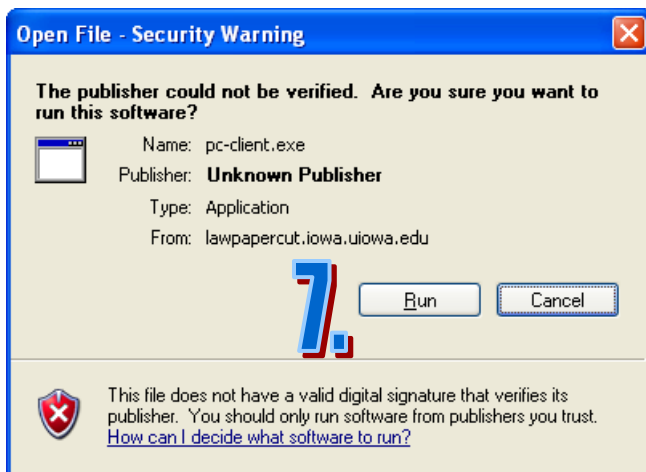 Open File - Security Warning
The publisher could not be verified.  Are you sure you want to
run this software?
Name: pc-client.exe
Publisher: Unknown Publisher
Type: Application
From: lawpapercut.iowa.uiowa.edu
7.
Run Cancel
This file does not have a valid digital signature that verifies its
publisher.  You should only run software from publishers you trust.
How can I decide what software to run?